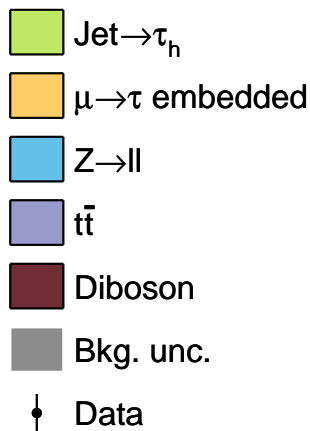 Jet→τh
μ→τ embedded
Z→ll
tt̄
Diboson
Bkg. unc.
Data